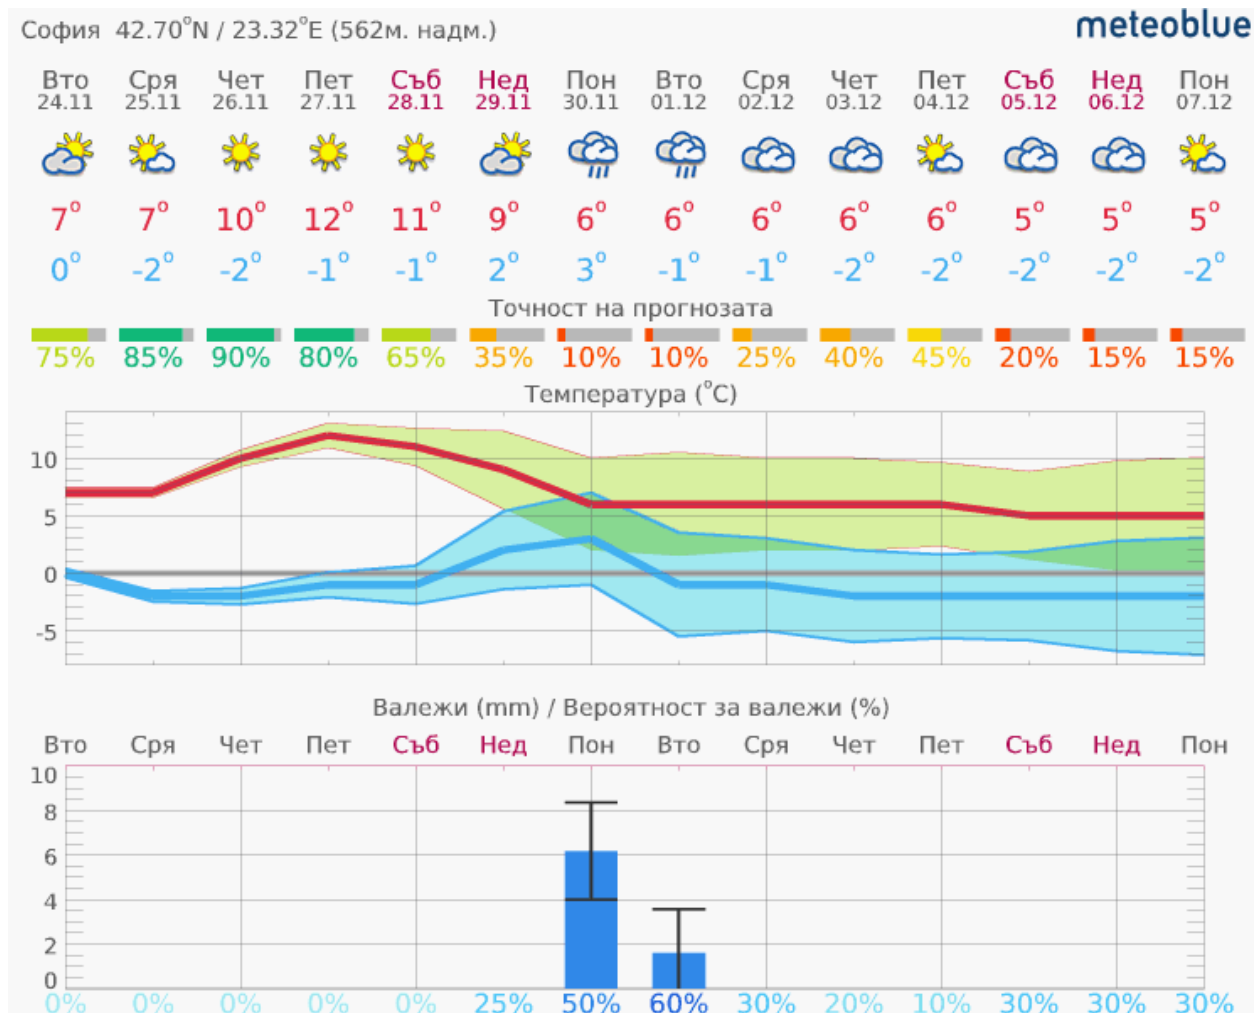 София 42.70°N / 23.32°E (562м. надм.)
meteoblue
Вто Сря Чет Пет Съб Нед Пон Вто Сря Чет Пет Съб Нед Пон
24.11 25.11 26.11 27.11 28.11 29.11 30.11 01.12 02.12 03.12 04.12 05.12 06.12 07.12
7° 7° 10° 12° 11° 9° 6° 6° 6° 6° 6° 5° 5° 5°
0° -2° -2° -1° -1° 2° 3° -1° -1° -2° -2° -2° -2° -2°
Точност на прогнозата
75% 85% 90% 80% 65% 35% 10% 10% 25% 40% 45% 20% 15% 15%
Температура (°C)
10
5
0
-5
Валежи (mm) / Вероятност за валежи (%)
Вто Сря Чет Пет Съб Нед Пон Вто Сря Чет Пет Съб Нед Пон
10
8
6
4
2
0
0% 0% 0% 0% 0% 25% 50% 60% 30% 20% 10% 30% 30% 30%